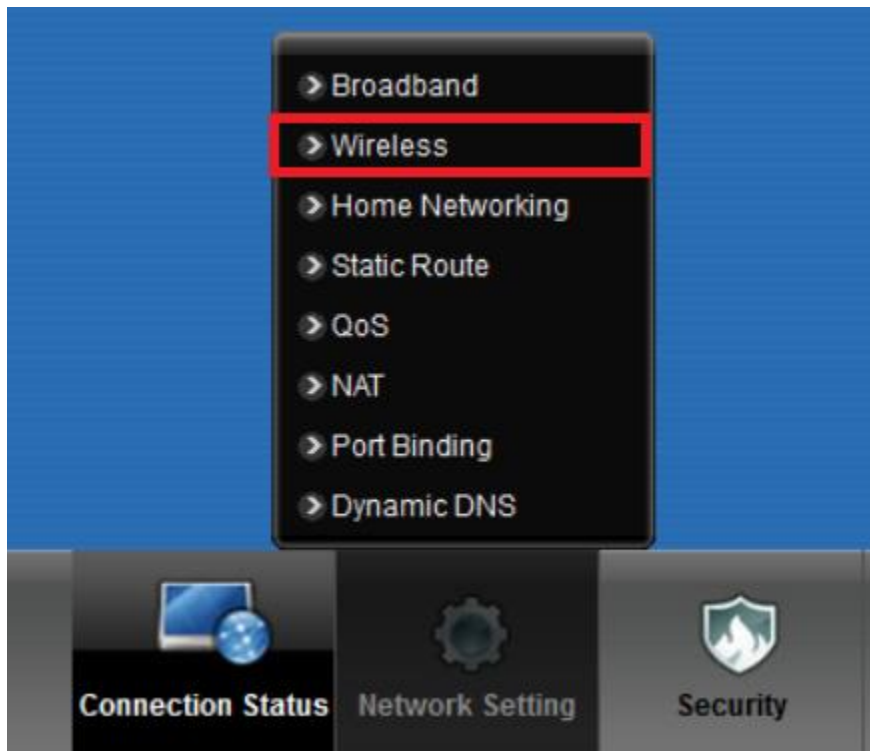 Broadband
Wireless
Home Networking
Static Route
QoS
NAT
Port Binding
Dynamic DNS
Connection Status
Network Setting
Security